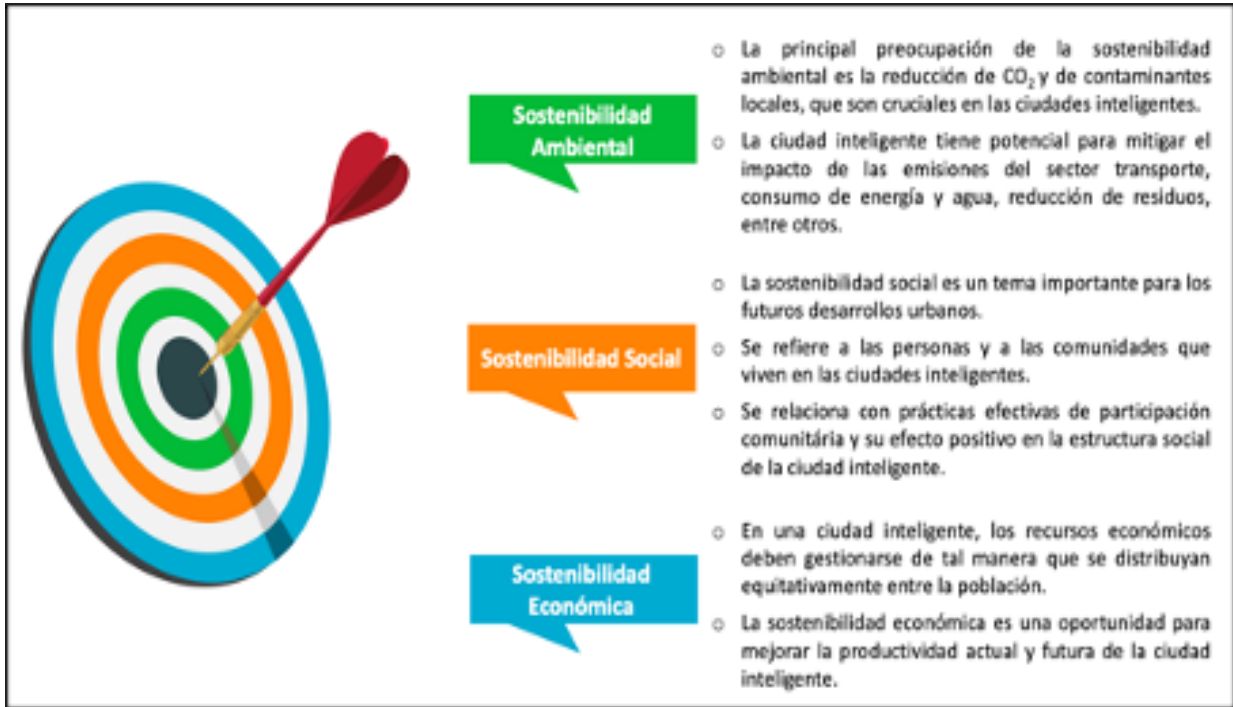 Sostenibilidad
Ambiental
○ La principal preocupación de la sostenibilidad
ambiental es la reducción de CO₂ y de contaminantes
locales, que son cruciales en las ciudades inteligentes.
○ La ciudad inteligente tiene potencial para mitigar el
impacto de las emisiones del sector transporte,
consumo de energía y agua, reducción de residuos,
entre otros.
Sostenibilidad Social
○ La sostenibilidad social es un tema importante para los
futuros desarrollos urbanos.
○ Se refiere a las personas y a las comunidades que
viven en las ciudades inteligentes.
○ Se relaciona con prácticas efectivas de participación
comunitária y su efecto positivo en la estructura social
de la ciudad inteligente.
Sostenibilidad
Económica
○ En una ciudad inteligente, los recursos económicos
deben gestionarse de tal manera que se distribuyan
equitativamente entre la población.
○ La sostenibilidad económica es una oportunidad para
mejorar la productividad actual y futura de la ciudad
inteligente.